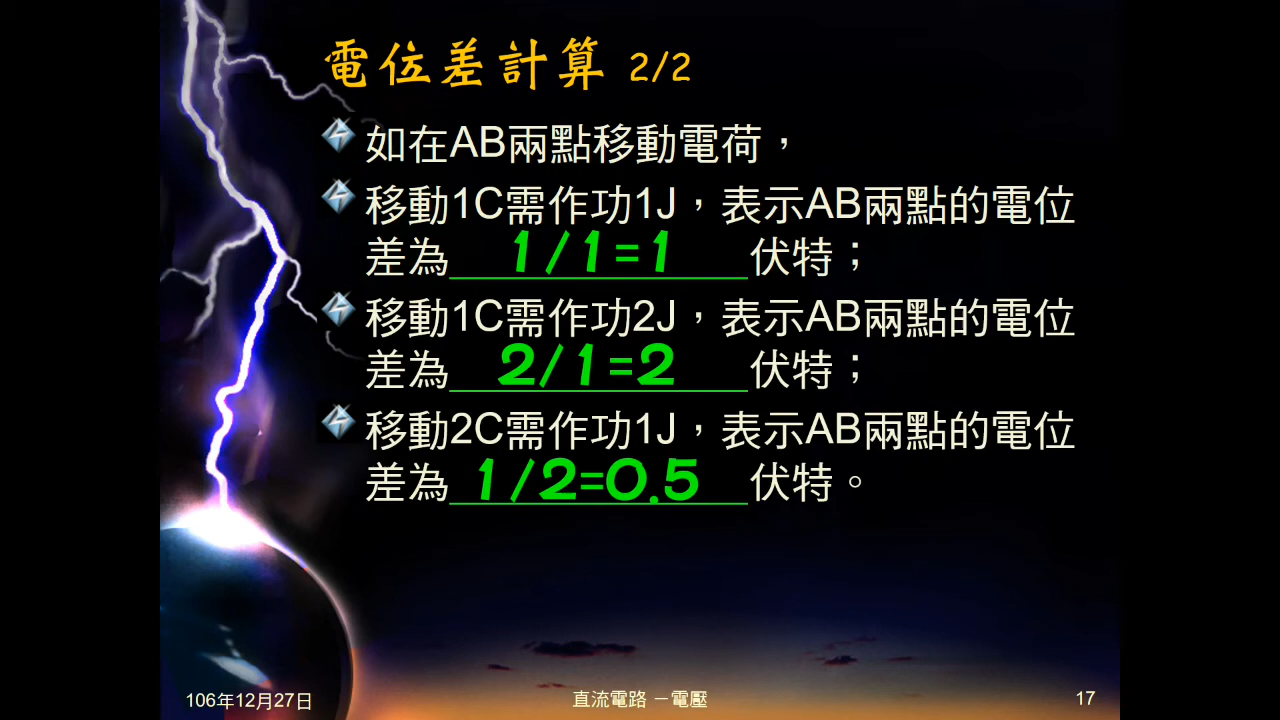 電位差計算 2/2
如在AB兩點移動電荷，
移動1C需作功1J，表示AB兩點的電位
差為 1/1=1 伏特；
移動1C需作功2J，表示AB兩點的電位
差為 2/1=2 伏特；
移動2C需作功1J，表示AB兩點的電位
差為 1/2=0.5 伏特。
106年12月27日
直流電路 －電壓
17